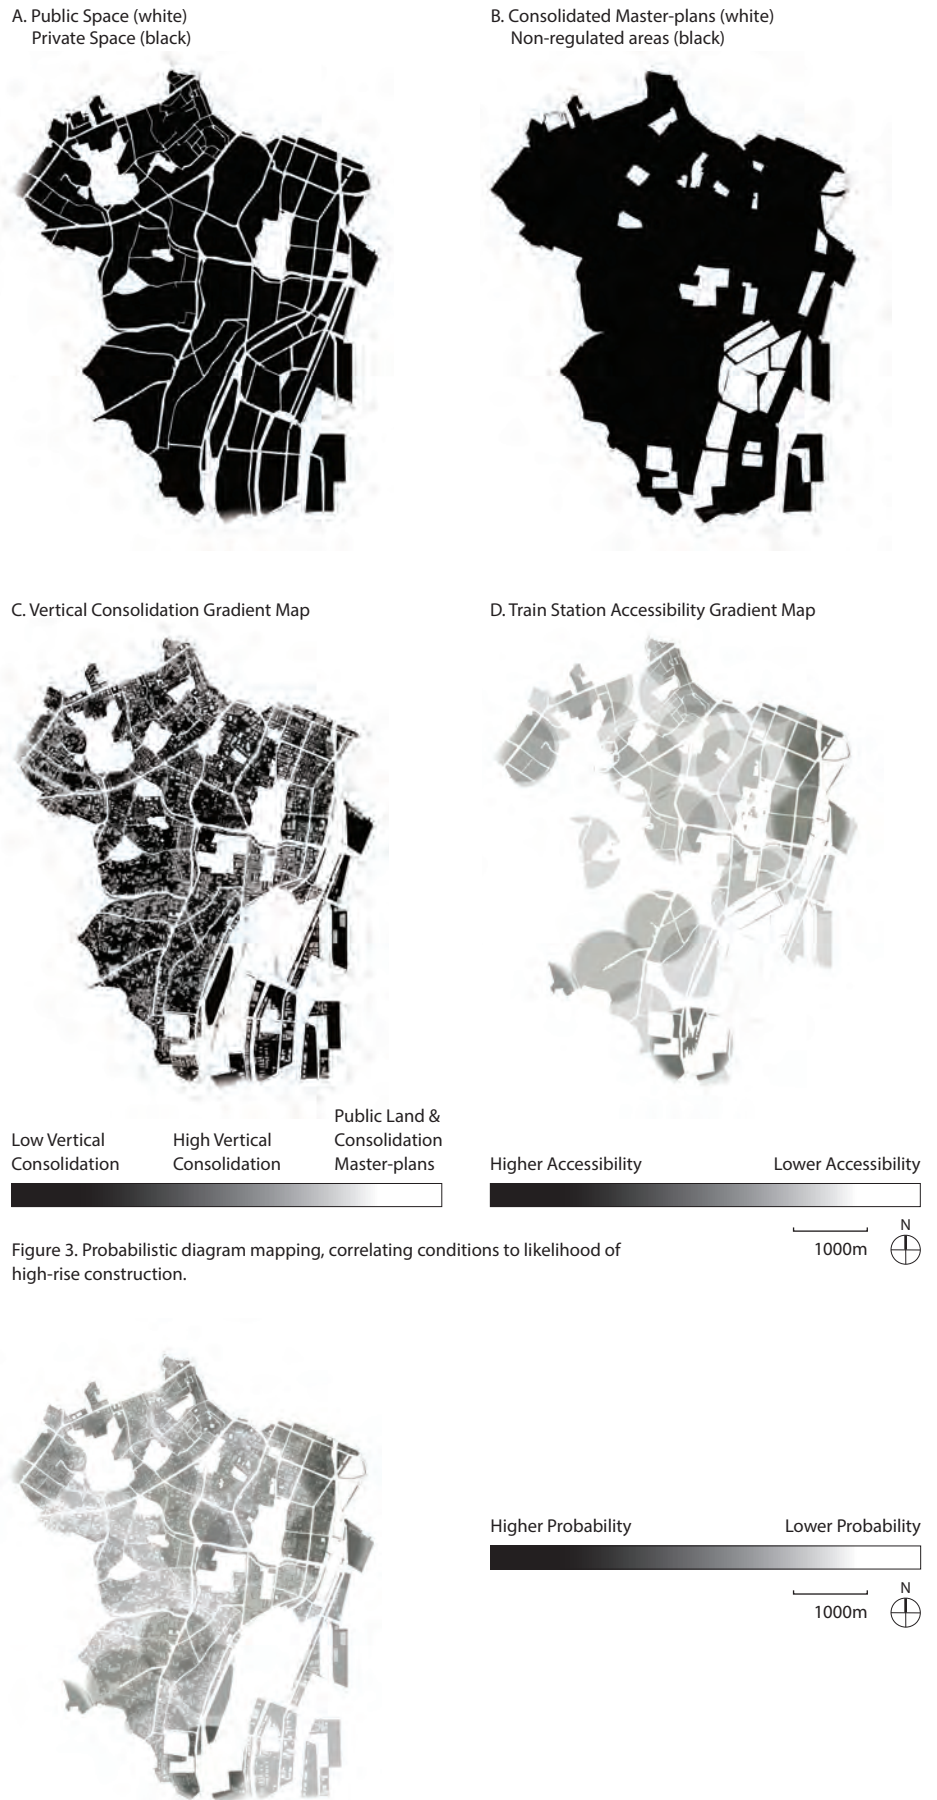 A. Public Space (white)
Private Space (black)
B. Consolidated Master-plans (white)
Non-regulated areas (black)
C. Vertical Consolidation Gradient Map
D. Train Station Accessibility Gradient Map
Low Vertical
Consolidation
High Vertical
Consolidation
Public Land &
Consolidation
Master-plans
Higher Accessibility
Lower Accessibility
1000m
N
Figure 3. Probabilistic diagram mapping, correlating conditions to likelihood of
high-rise construction.
Higher Probability
Lower Probability
1000m
N